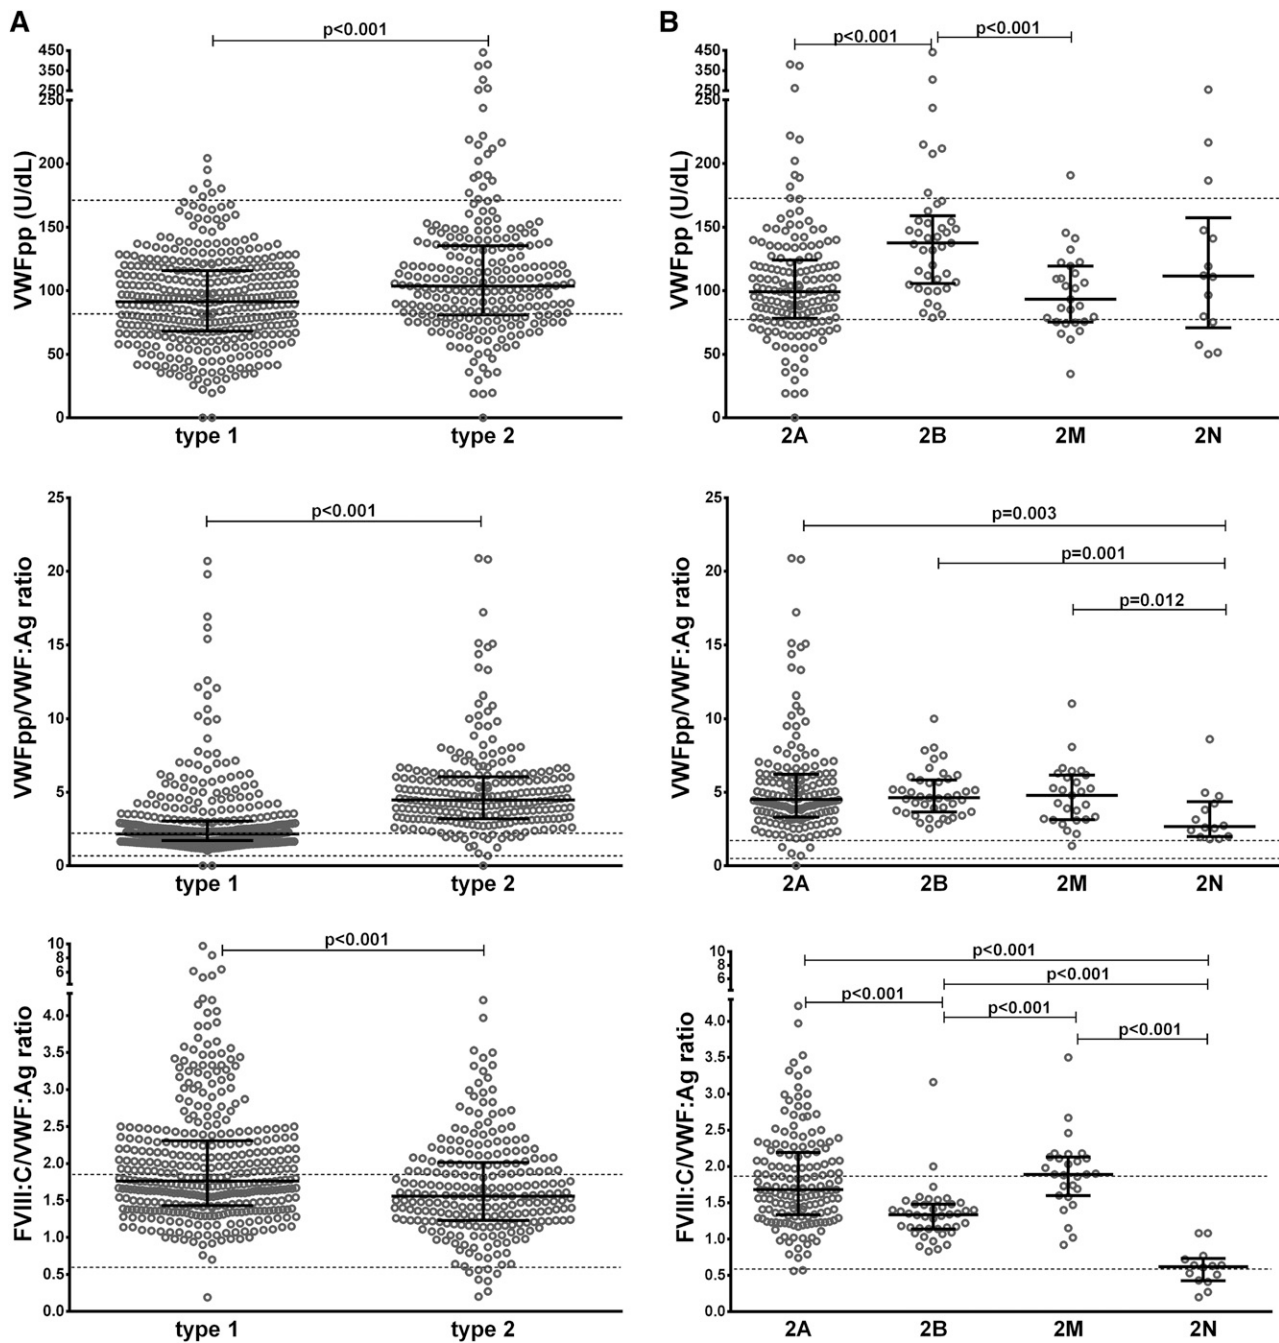 A
B
p<0.001
450
350
250
250
200
150
100
50
0
VWFpp (U/dL)
type 1
type 2
p<0.001
p<0.001
450
350
250
250
200
150
100
50
0
VWFpp (U/dL)
2A
2B
2M
2N
p<0.001
25
20
15
10
5
0
VWFpp/VWF:Ag ratio
type 1
type 2
p=0.003
p=0.001
p=0.012
25
20
15
10
5
0
VWFpp/VWF:Ag ratio
2A
2B
2M
2N
p<0.001
10
8
6
4.0
3.5
3.0
2.5
2.0
1.5
1.0
0.5
0.0
FVIII:C/VWF:Ag ratio
type 1
type 2
p<0.001
p<0.001
p<0.001
p<0.001
p<0.001
10
8
6
4.0
3.5
3.0
2.5
2.0
1.5
1.0
0.5
0.0
FVIII:C/VWF:Ag ratio
2A
2B
2M
2N